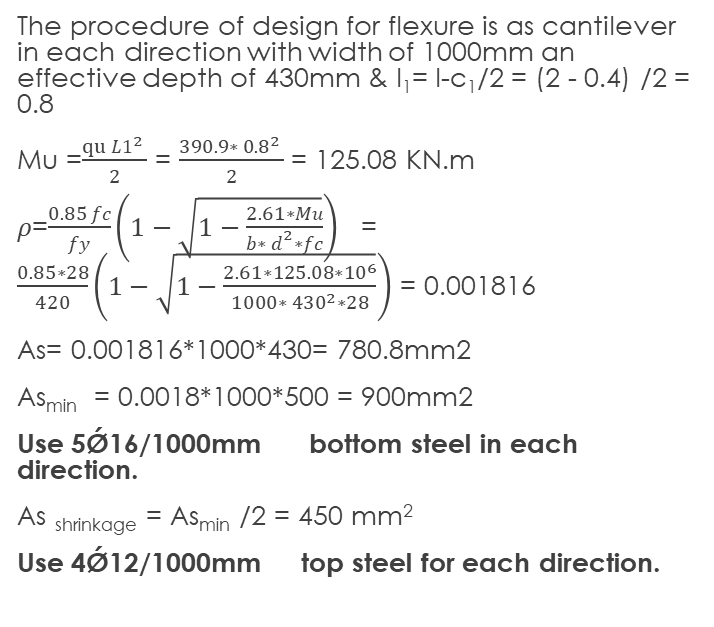 The procedure of design for flexure is as cantilever
in each direction with width of 1000mm an
effective depth of 430mm & l₁= l-c₁/2 = (2 - 0.4) /2 =
0.8
Mu = qu L1²/2 = 390.9* 0.8²/2 = 125.08 KN.m
ρ= 0.85 fc/fy (1 − √(1 − 2.61*Mu/(b* d²*fc))) =
0.85*28/420 (1 − √(1 − 2.61*125.08*10⁶/(1000* 430²*28))) = 0.001816
As= 0.001816*1000*430= 780.8mm2
As min = 0.0018*1000*500 = 900mm2
Use 5Ǿ16/1000mm bottom steel in each
direction.
As shrinkage = As min /2 = 450 mm²
Use 4Ǿ12/1000mm top steel for each direction.